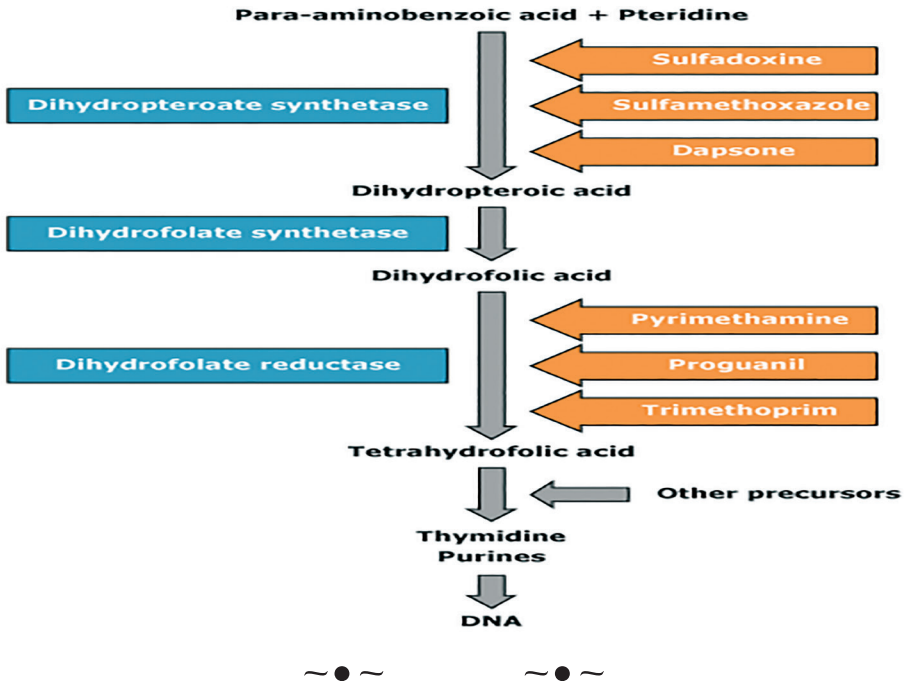 Para-aminobenzoic acid + Pteridine
Sulfadoxine
Dihydropteroate synthetase
Sulfamethoxazole
Dapsone
Dihydropteroic acid
Dihydrofolate synthetase
Dihydrofolic acid
Pyrimethamine
Dihydrofolate reductase
Proguanil
Trimethoprim
Tetrahydrofolic acid
Other precursors
Thymidine
Purines
DNA
~●~ ~●~